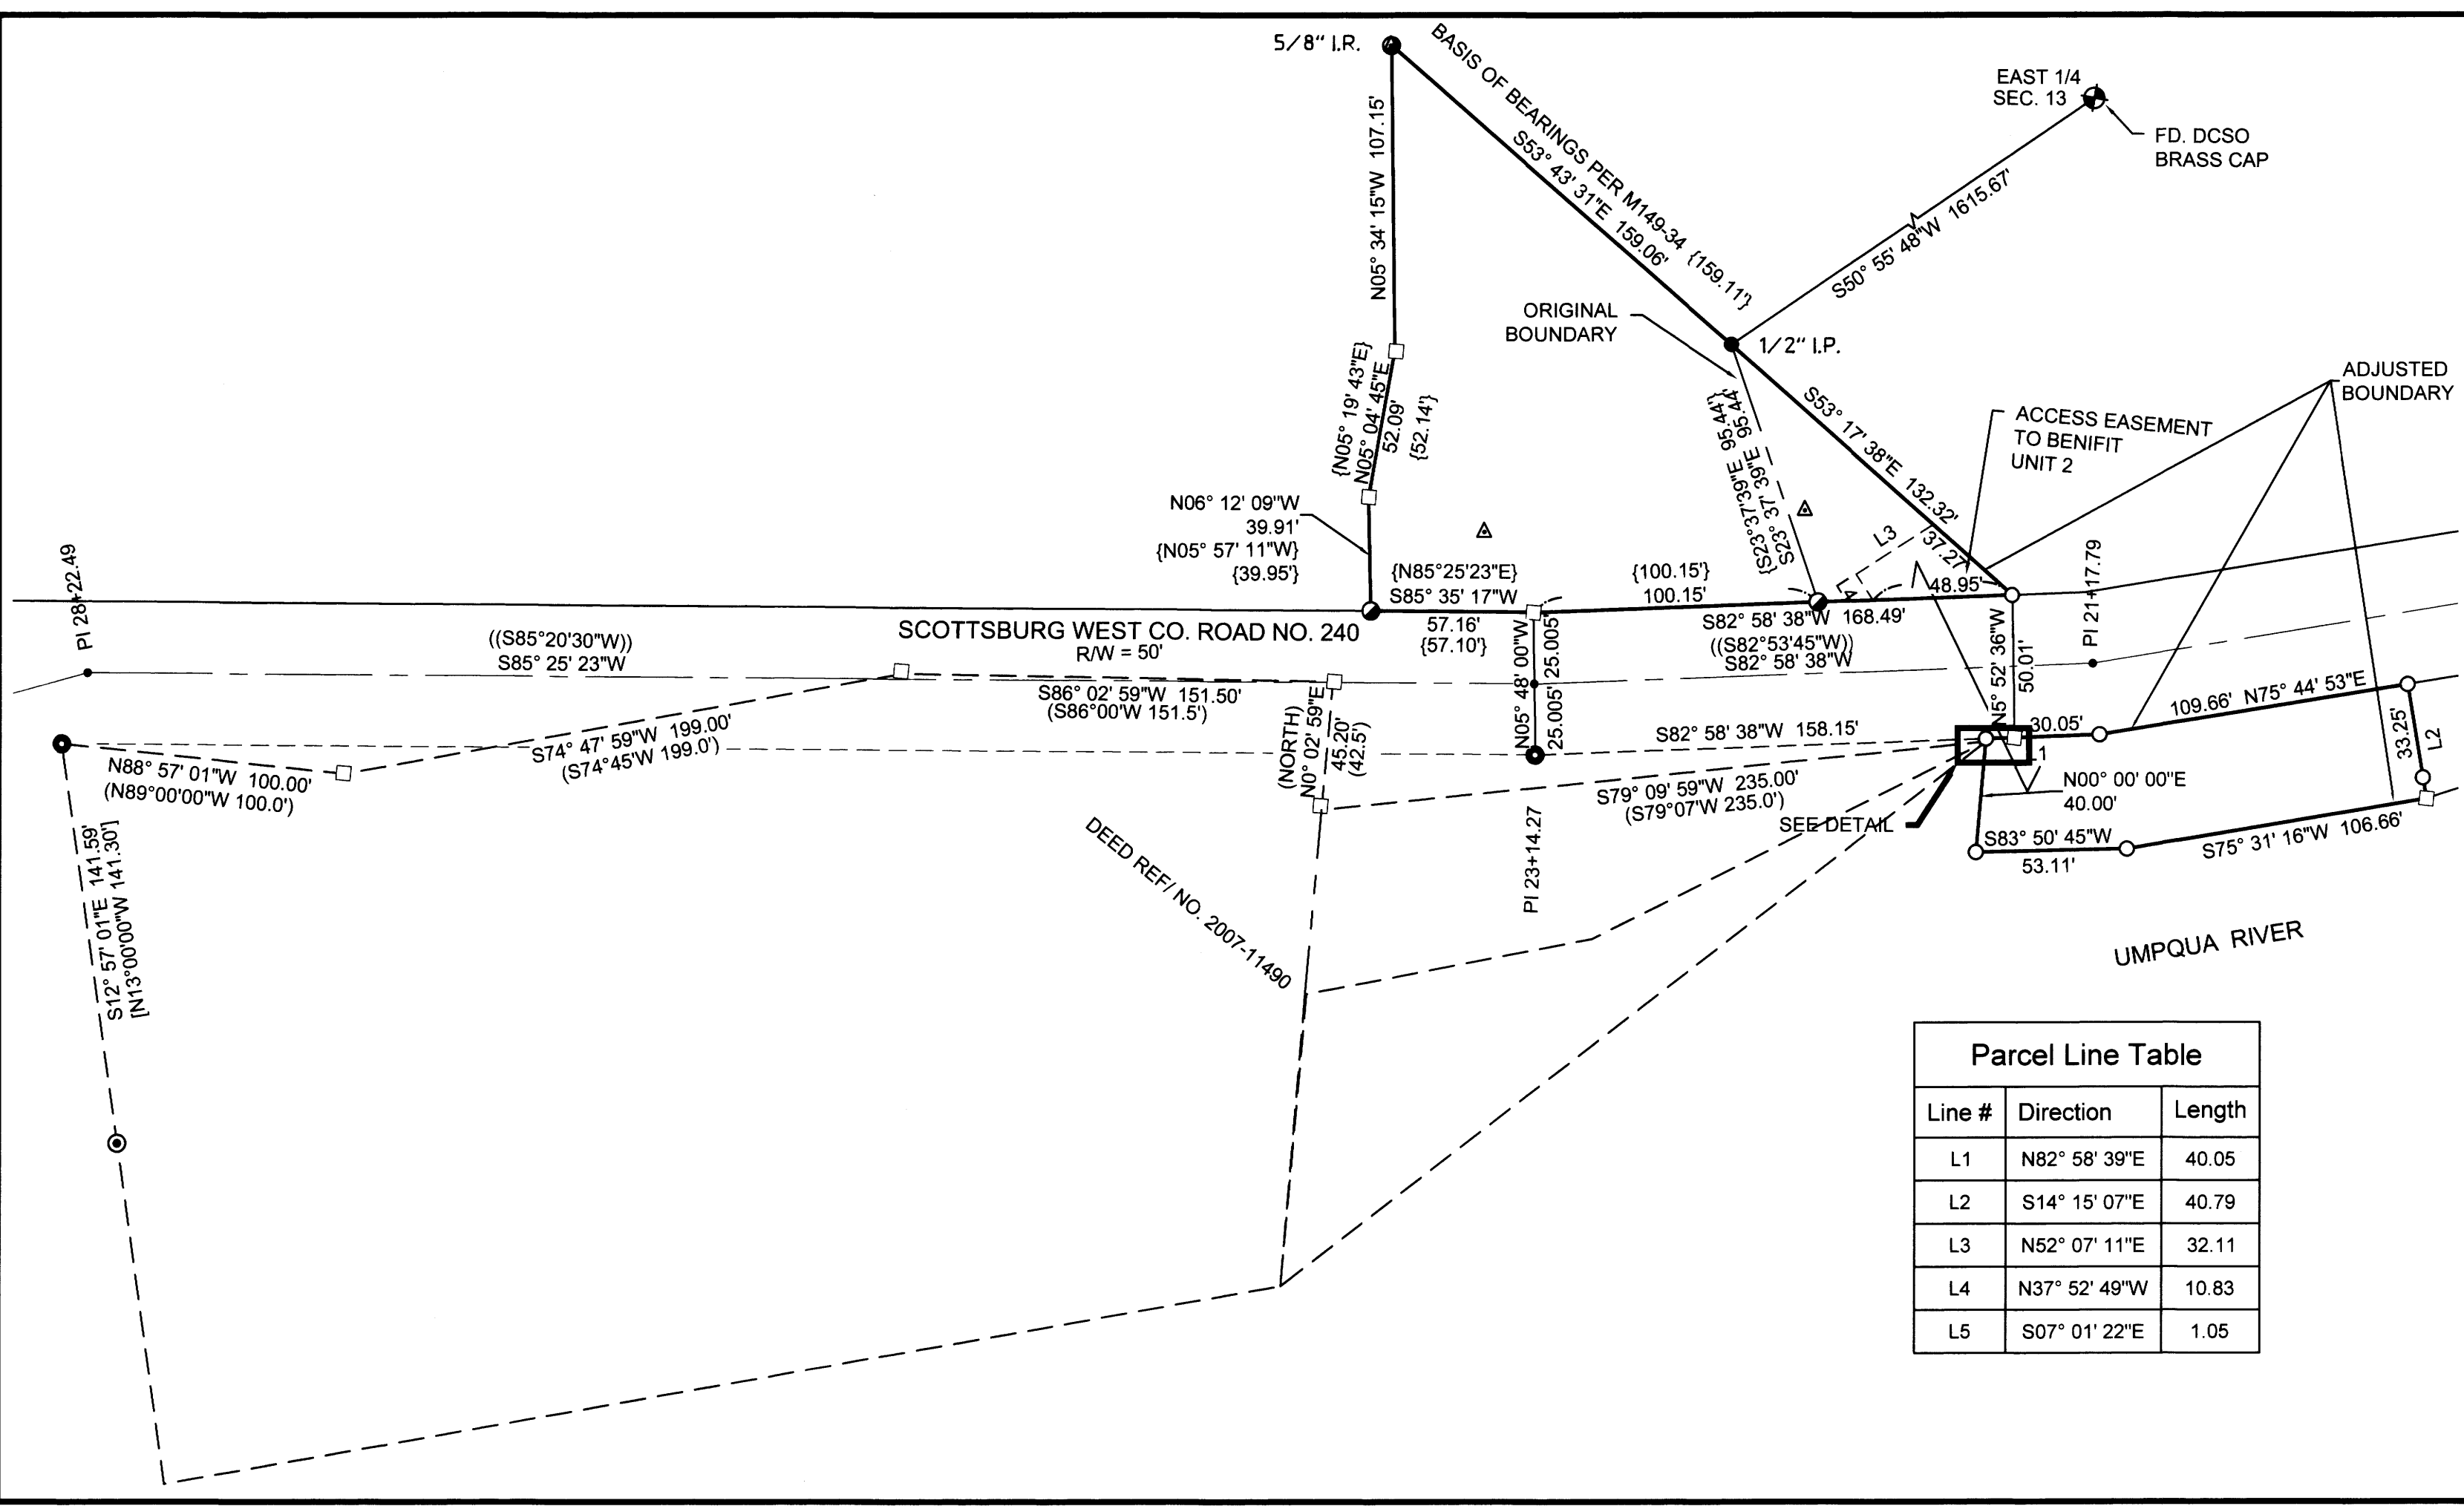 5/8" I.R.
BASIS OF BEARINGS PER M149-34 {159.11'}
S53° 43' 31"E 159.06'
N05° 34' 15"W 107.15'
EAST 1/4
SEC. 13
FD. DCSO
BRASS CAP
S50° 55' 48"W 1615.67'
ORIGINAL
BOUNDARY
1/2" I.P.
ADJUSTED
BOUNDARY
{N05° 19' 43"E}
N05° 04' 45"E
52.09'
{52.14'}
{S23°37'39"E 95.44'}
S23° 37' 39"E 95.44'
S53° 17' 38"E 132.32'
ACCESS EASEMENT
TO BENIFIT
UNIT 2
N06° 12' 09"W
39.91'
{N05° 57' 11"W}
{39.95'}
L3
37.27'
L4
48.95'
PI 28+22.49
PI 21+17.79
{N85°25'23"E}
S85° 35' 17"W
57.16'
{57.10'}
{100.15'}
100.15'
S82° 58' 38"W 168.49'
((S82°53'45"W))
S82° 58' 38"W
SCOTTSBURG WEST CO. ROAD NO. 240
R/W = 50'
((S85°20'30"W))
S85° 25' 23"W
N05° 48' 00"W
25.005' 25.005'
N5° 52' 36"W
50.01'
S86° 02' 59"W 151.50'
(S86°00'W 151.5')
S74° 47' 59"W 199.00'
(S74°45'W 199.0')
N88° 57' 01"W 100.00'
(N89°00'00"W 100.0')
(NORTH)
N0° 02' 59"E
45.20'
(42.5')
S82° 58' 38"W 158.15'
S79° 09' 59"W 235.00'
(S79°07'W 235.0')
30.05'
109.66' N75° 44' 53"E
33.25'
L2
L1
N00° 00' 00"E
40.00'
SEE DETAIL
S83° 50' 45"W
53.11'
S75° 31' 16"W 106.66'
PI 23+14.27
DEED REF/ NO. 2007-11490
S12° 57' 01"E 141.59'
[N13°00'00"W 141.30']
UMPQUA RIVER
Parcel Line Table
Line # Direction Length
L1 N82° 58' 39"E 40.05
L2 S14° 15' 07"E 40.79
L3 N52° 07' 11"E 32.11
L4 N37° 52' 49"W 10.83
L5 S07° 01' 22"E 1.05